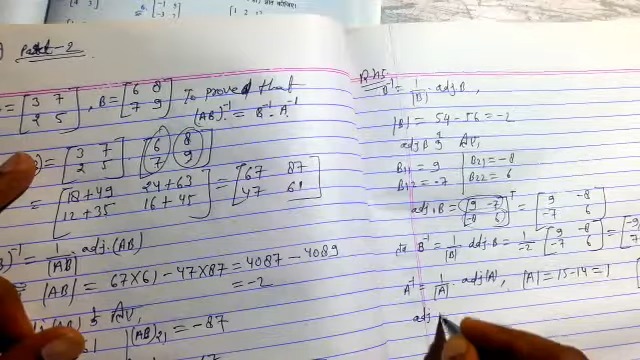 Part-2
A = [3 7 / 2 5], B = [6 8 / 7 9] To proved that
(AB)⁻¹ = B⁻¹ · A⁻¹
= [3 7 / 2 5] · [6 8 / 7 9]
= [18+49 24+63 / 12+35 16+45] = [67 87 / 47 61]
B)⁻¹ = 1/|AB| · adj·(AB)
|AB| = 67×61 - 47×87 = 4087 - 4089
= -2
(AB)₂₁ = -87
R.h.s.
B⁻¹ = 1/|B| · adj B,
|B| = 54 - 56 = -2
adj B
B₁₁ = 9 | B₂₁ = -8
B₁₂ = -7 | B₂₂ = 6
adj·B = [9 -7 / -8 6]ᵀ = [9 -8 / -7 6]
B⁻¹ = 1/|B| adj·B = 1/-2 [9 -8 / -7 6] =
A⁻¹ = 1/|A| · adj(A), |A| = 15-14 = 1
adj